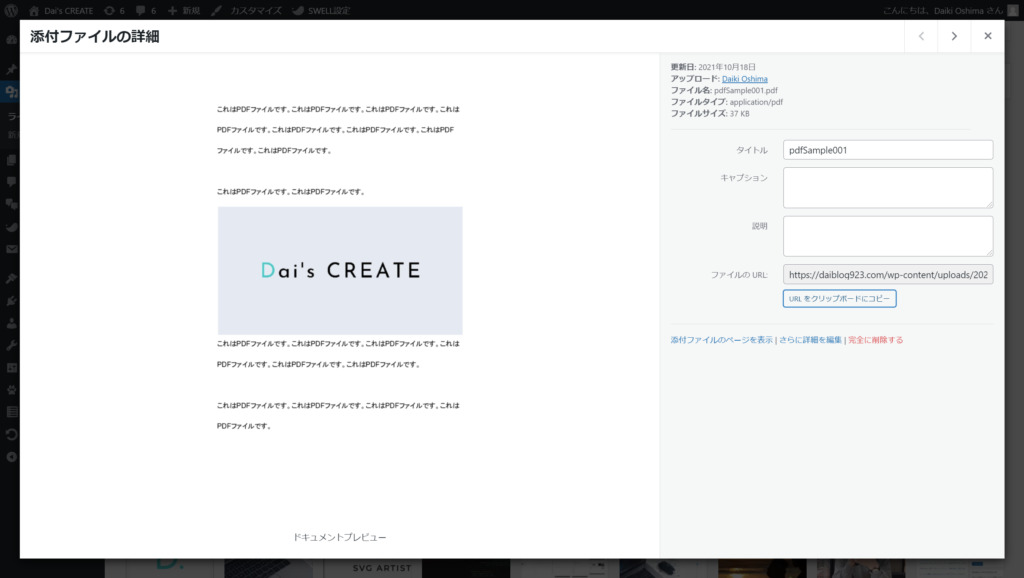 Dai's CREATE
6
6
新規
カスタマイズ
SWELL設定
こんにちは、Daiki Oshima さん
添付ファイルの詳細
これはPDFファイルです。これはPDFファイルです。これはPDFファイルです。これは
PDFファイルです。これはPDFファイルです。これはPDFファイルです。これはPDF
ファイルです。これはPDFファイルです。
これはPDFファイルです。これはPDFファイルです。
Dai's CREATE
これはPDFファイルです。これはPDFファイルです。これはPDFファイルです。これは
PDFファイルです。これはPDFファイルです。これはPDFファイルです。
これはPDFファイルです。これはPDFファイルです。これはPDFファイルです。これは
PDFファイルです。
ドキュメントプレビュー
更新日: 2021年10月18日
アップロード: Daiki Oshima
ファイル名: pdfSample001.pdf
ファイルタイプ: application/pdf
ファイルサイズ: 37 KB
タイトル
pdfSample001
キャプション
説明
ファイルの URL:
https://daiblog923.com/wp-content/uploads/202
URL をクリップボードにコピー
添付ファイルのページを表示 | さらに詳細を編集 | 完全に削除する
SVG ARTIST